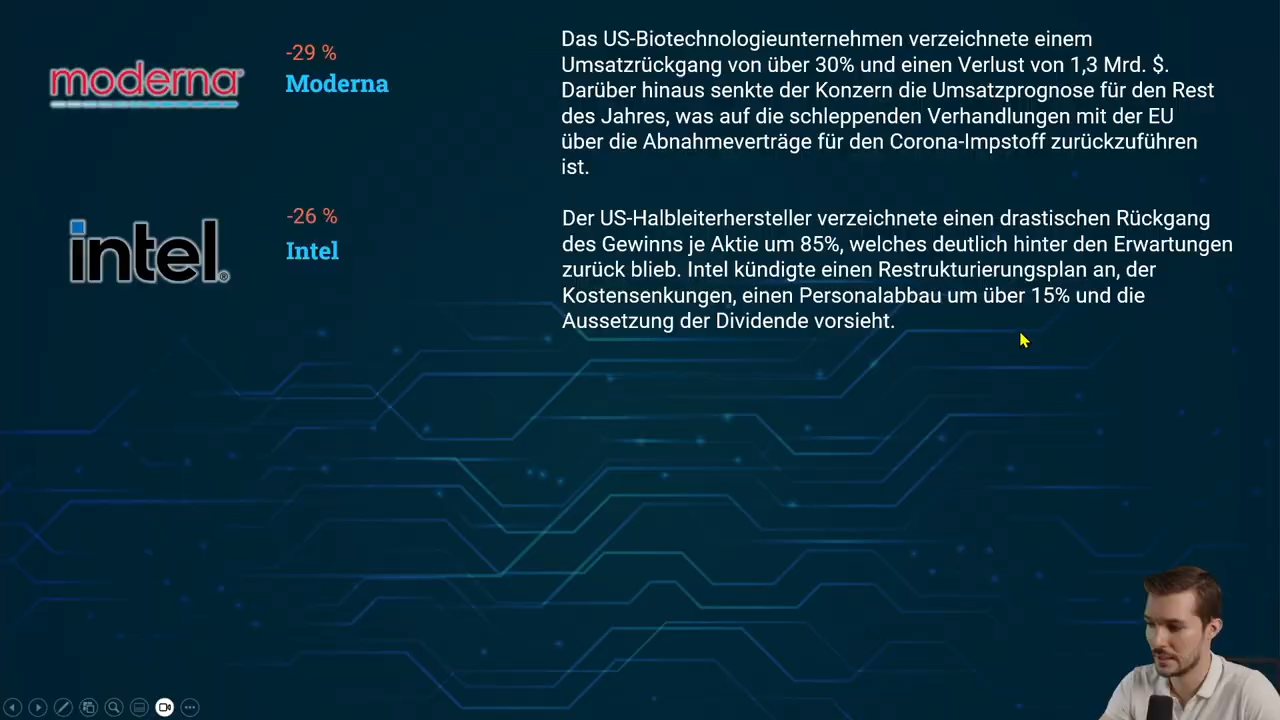 moderna
-29 %
Moderna
Das US-Biotechnologieunternehmen verzeichnete einem
Umsatzrückgang von über 30% und einen Verlust von 1,3 Mrd. $.
Darüber hinaus senkte der Konzern die Umsatzprognose für den Rest
des Jahres, was auf die schleppenden Verhandlungen mit der EU
über die Abnahmeverträge für den Corona-Impstoff zurückzuführen
ist.
intel®
-26 %
Intel
Der US-Halbleiterhersteller verzeichnete einen drastischen Rückgang
des Gewinns je Aktie um 85%, welches deutlich hinter den Erwartungen
zurück blieb. Intel kündigte einen Restrukturierungsplan an, der
Kostensenkungen, einen Personalabbau um über 15% und die
Aussetzung der Dividende vorsieht.